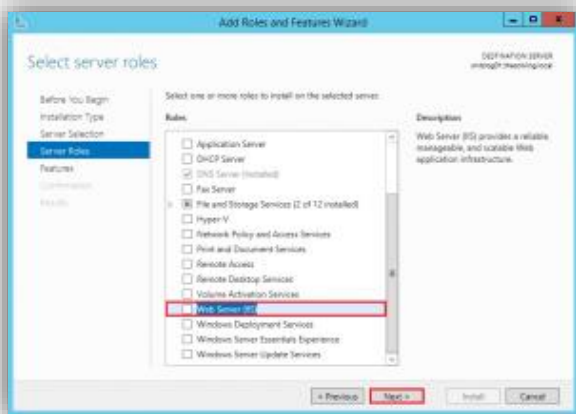 Add Roles and Features Wizard
Select server roles
DESTINATION SERVER
Before You Begin
Installation Type
Server Selection
Server Roles
Features
Confirmation
Results
Select one or more roles to install on the selected server.
Roles
Application Server
DHCP Server
DNS Server (Installed)
Fax Server
File and Storage Services (2 of 12 installed)
Hyper-V
Network Policy and Access Services
Print and Document Services
Remote Access
Remote Desktop Services
Volume Activation Services
Web Server (IIS)
Windows Deployment Services
Windows Server Essentials Experience
Windows Server Update Services
Description
Web Server (IIS) provides a reliable,
manageable, and scalable Web
application infrastructure.
< Previous
Next >
Install
Cancel